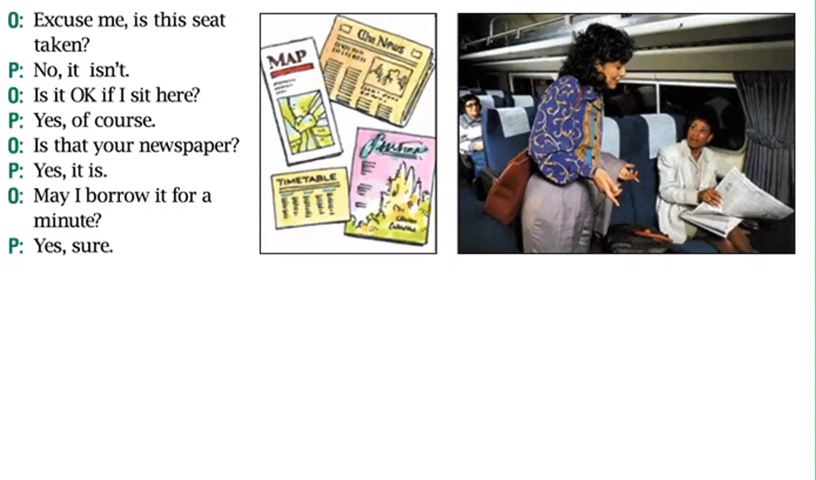 O: Excuse me, is this seat
taken?
P: No, it isn't.
O: Is it OK if I sit here?
P: Yes, of course.
O: Is that your newspaper?
P: Yes, it is.
O: May I borrow it for a
minute?
P: Yes, sure.
MAP
The News
TIMETABLE